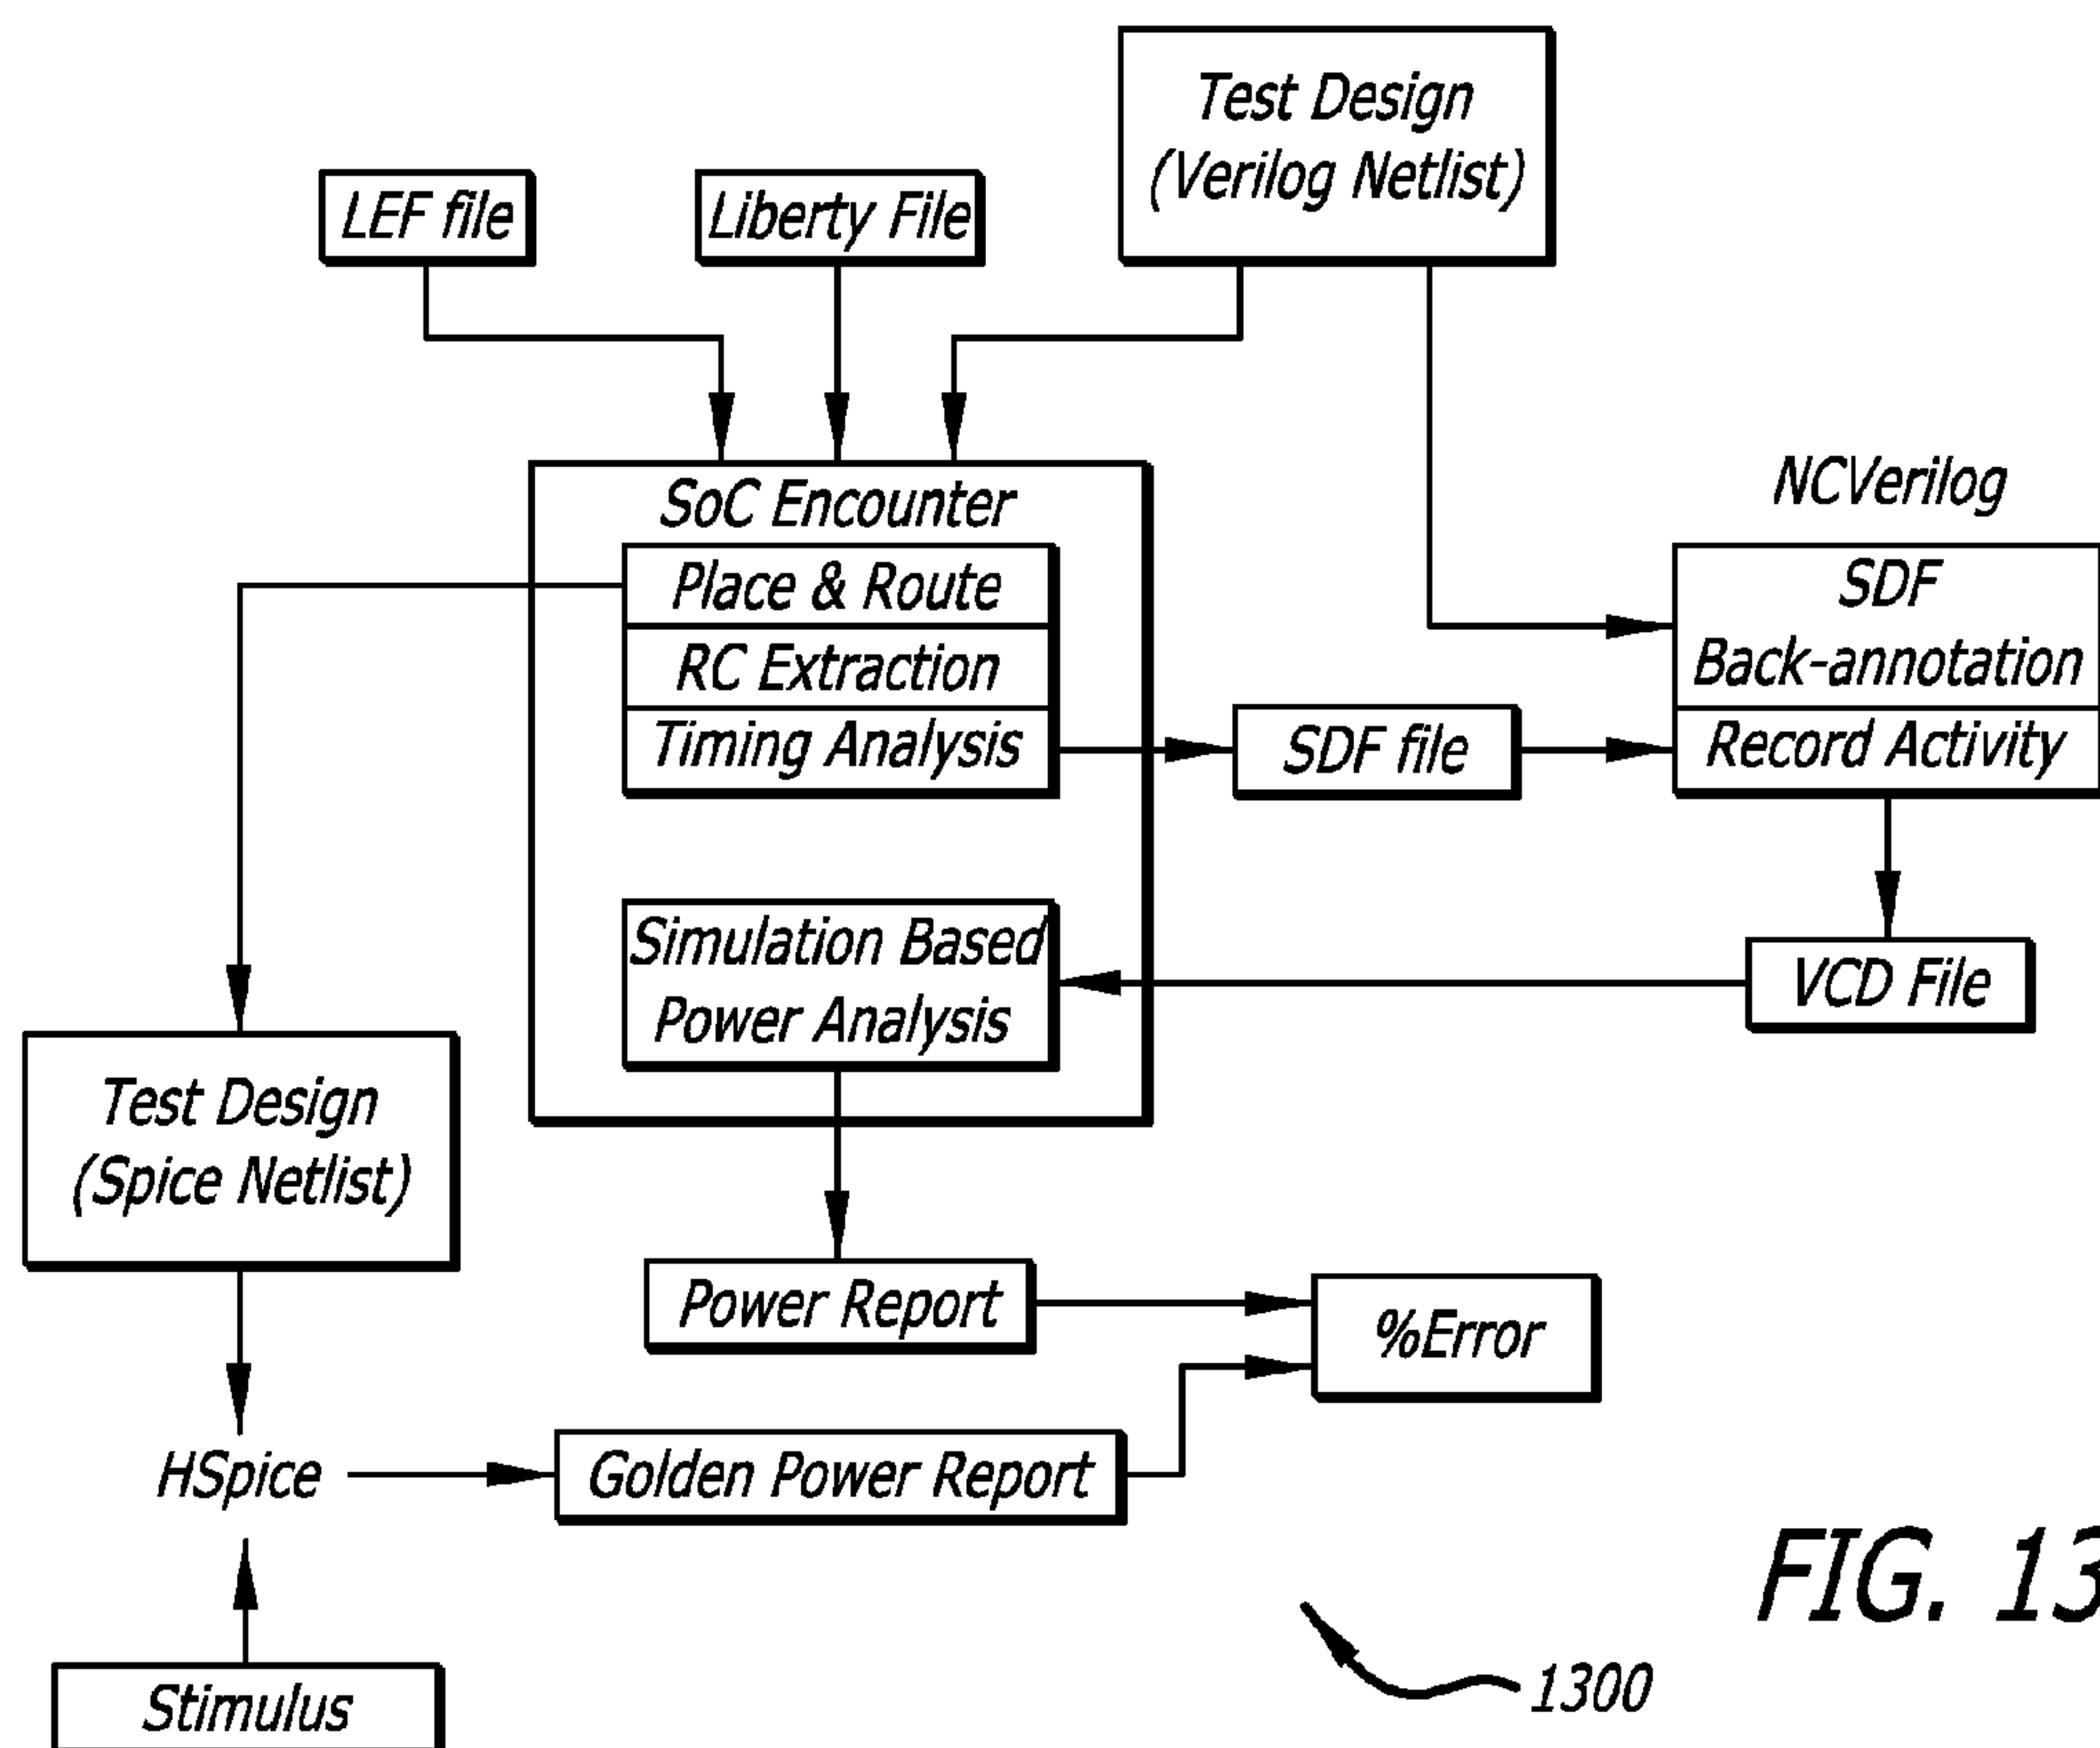 Test Design
(Verilog Netlist)
LEF file
Liberty File
SoC Encounter
Place & Route
RC Extraction
Timing Analysis
SDF file
NCVerilog
SDF
Back-annotation
Record Activity
VCD File
Simulation Based
Power Analysis
Test Design
(Spice Netlist)
Power Report
%Error
HSpice
Golden Power Report
Stimulus
1300
FIG. 13